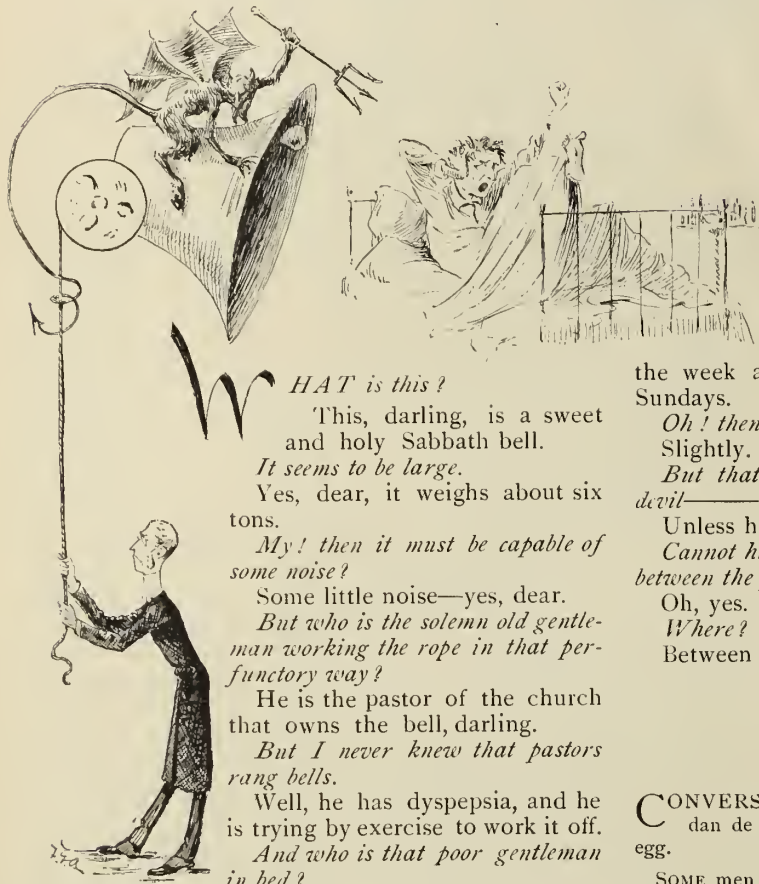 WHAT is this?
This, darling, is a sweet
and holy Sabbath bell.
It seems to be large.
Yes, dear, it weighs about six
tons.
My! then it must be capable of
some noise?
Some little noise—yes, dear.
But who is the solemn old gentle-
man working the rope in that per-
functory way?
He is the pastor of the church
that owns the bell, darling.
But I never knew that pastors
rang bells.
Well, he has dyspepsia, and he
is trying by exercise to work it off.
And who is that poor gentleman
in bed?
the week
Sundays.
Oh! then
Slightly.
But that
devil——
Unless
Cannot
between the
Oh, yes.
Where?
Between
CONVERS
dan de
egg.
SOME men